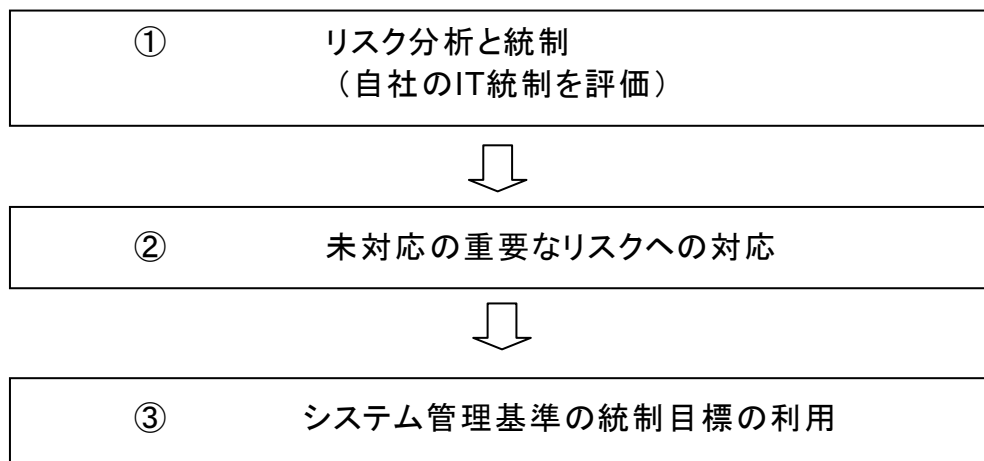 ① リスク分析と統制
（自社のIT統制を評価）
② 未対応の重要なリスクへの対応
③ システム管理基準の統制目標の利用